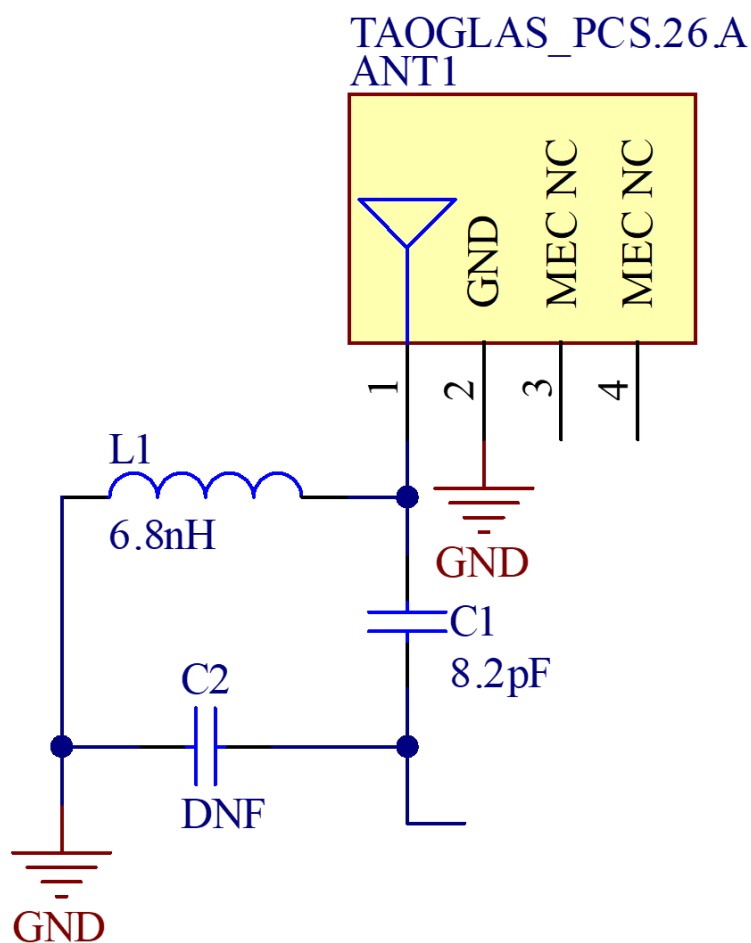 TAOGLAS_PCS.26.A
ANT1
GND
MEC NC
MEC NC
1
2
3
4
L1
6.8nH
GND
C1
8.2pF
C2
DNF
GND